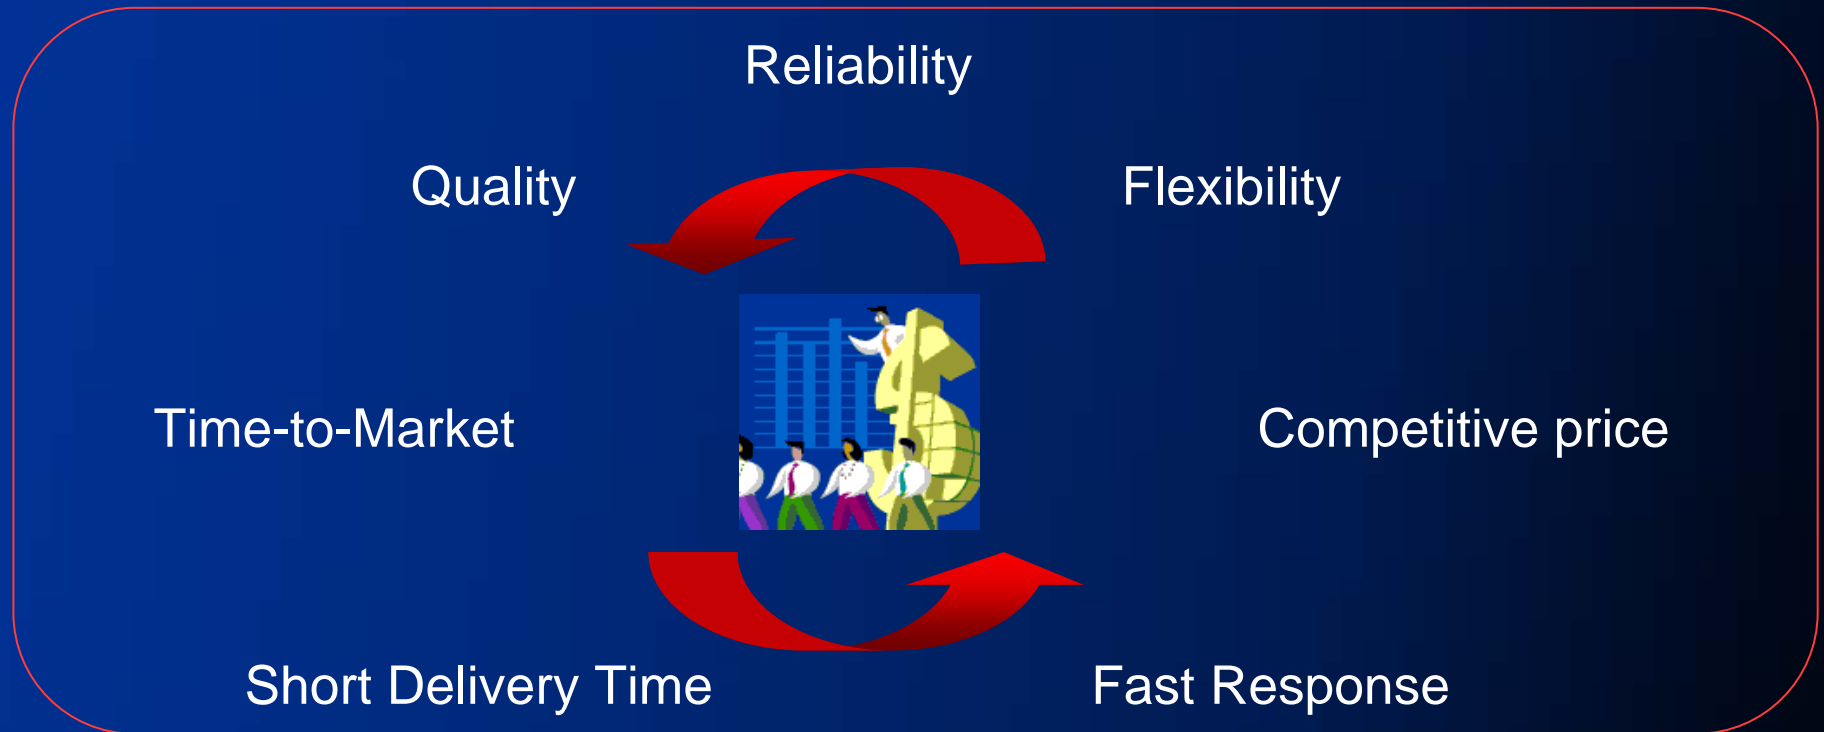 Reliability
Quality
Flexibility
Time-to-Market
Competitive price
Short Delivery Time
Fast Response